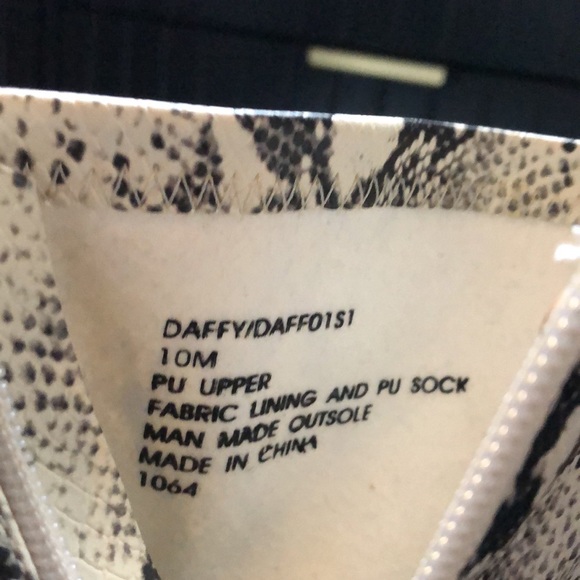 DAFFY/DAFF01S1
10M
PU UPPER
FABRIC LINING AND PU SOCK
MAN MADE OUTSOLE
MADE IN CHINA
1064